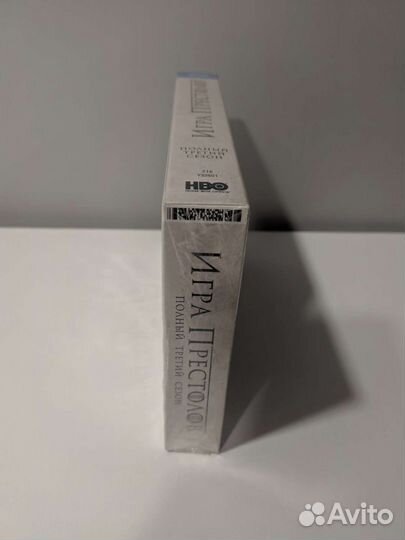 Игра Престолов
полный
третий
сезон
HBO
Игра Престолов
полный третий сезон
Avito